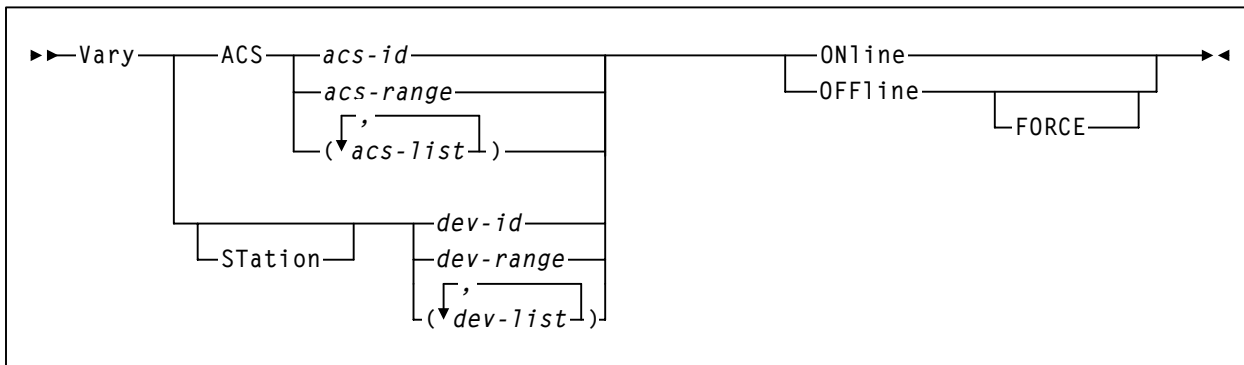 Vary ACS acs-id ONline
acs-range OFFline
, FORCE
( acs-list )
dev-id
STation dev-range
,
( dev-list )